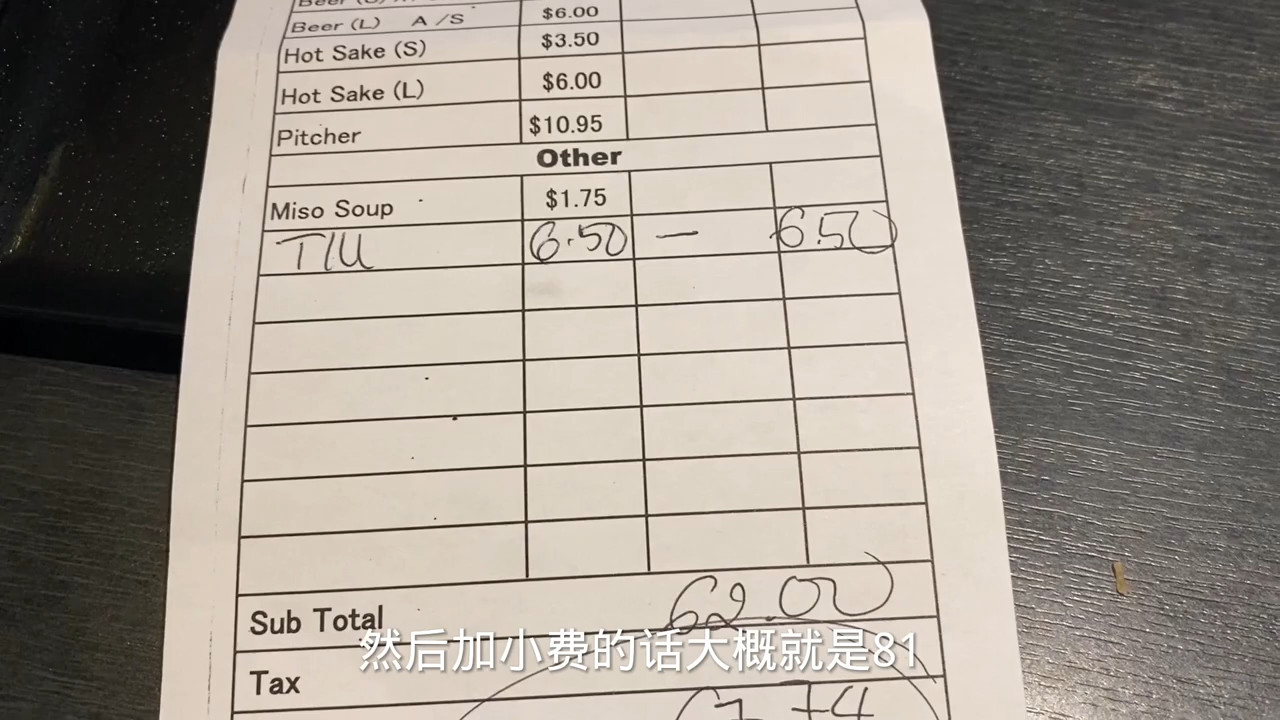 Beer (L) A/S $6.00
Hot Sake (S) $3.50
Hot Sake (L) $6.00
Pitcher $10.95
Other
Miso Soup $1.75
6.50 — 6.50
Sub Total 62.00
然后加小费的话大概就是81
Tax